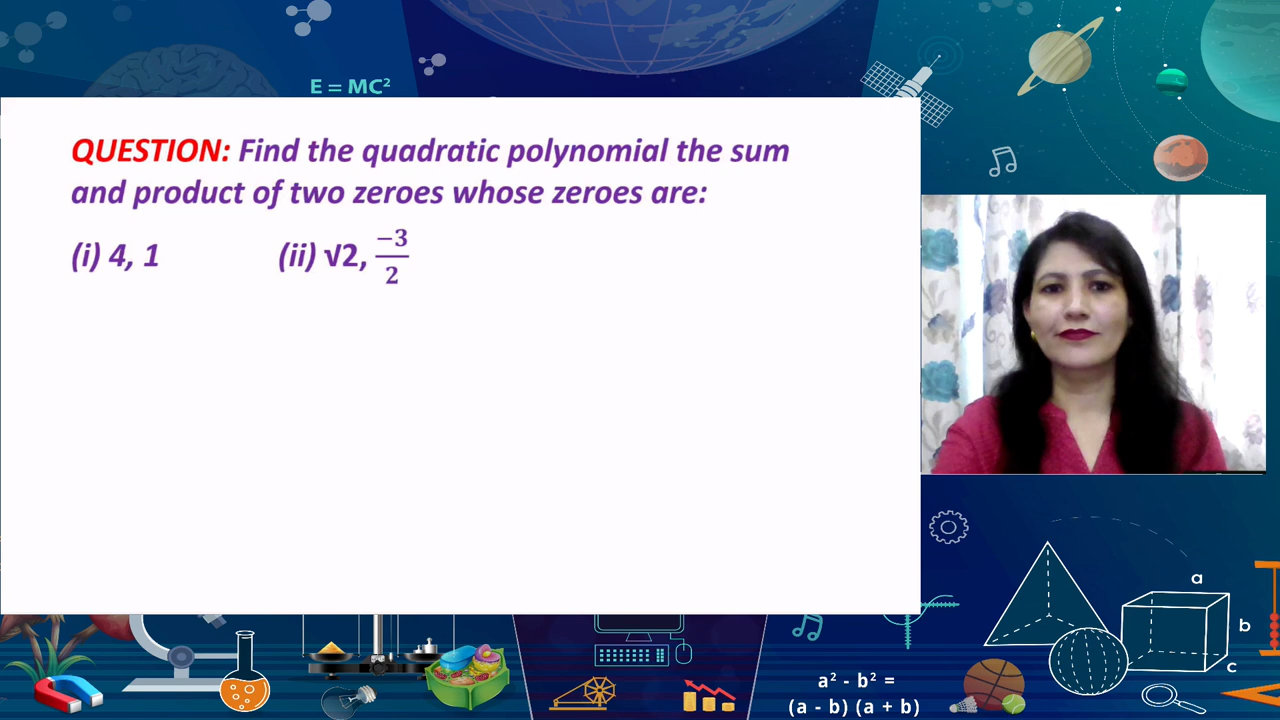 E = MC²
QUESTION: Find the quadratic polynomial the sum
and product of two zeroes whose zeroes are:
(i) 4, 1 (ii) √2, −3/2
a
b
c
a² - b² =
(a - b) (a + b)